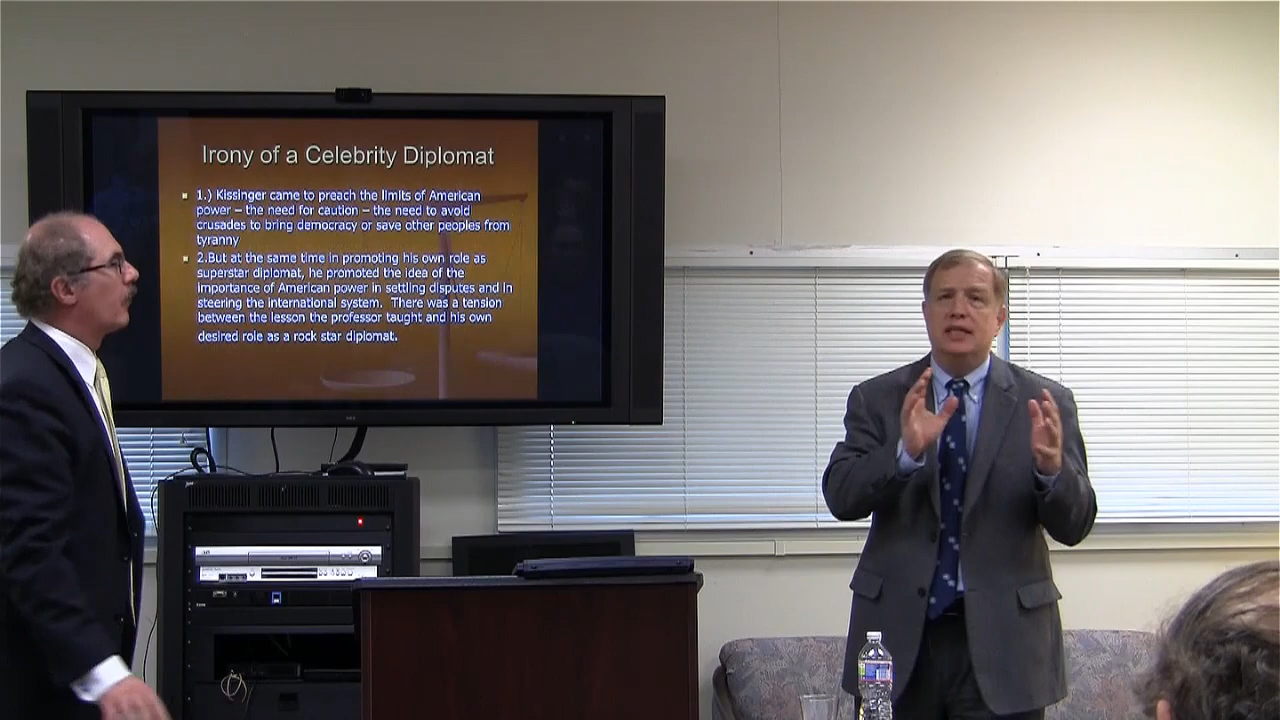 Irony of a Celebrity Diplomat
1.) Kissinger came to preach the limits of American
power – the need for caution – the need to avoid
crusades to bring democracy or save other peoples from
tyranny
2.But at the same time in promoting his own role as
superstar diplomat, he promoted the idea of the
importance of American power in settling disputes and in
steering the international system.  There was a tension
between the lesson the professor taught and his own
desired role as a rock star diplomat.
NEC
JVC